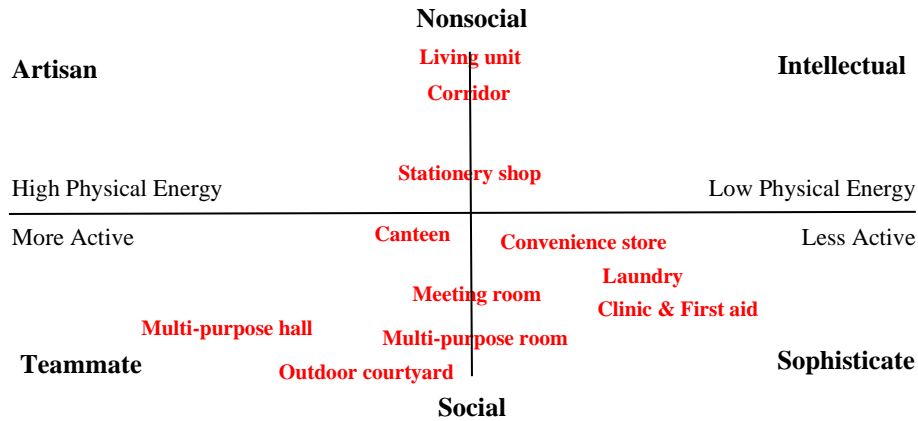 Nonsocial
Living unit
Artisan
Intellectual
Corridor
Stationery shop
High Physical Energy
Low Physical Energy
More Active
Canteen
Convenience store
Less Active
Laundry
Meeting room
Clinic & First aid
Multi-purpose hall
Multi-purpose room
Teammate
Sophisticate
Outdoor courtyard
Social